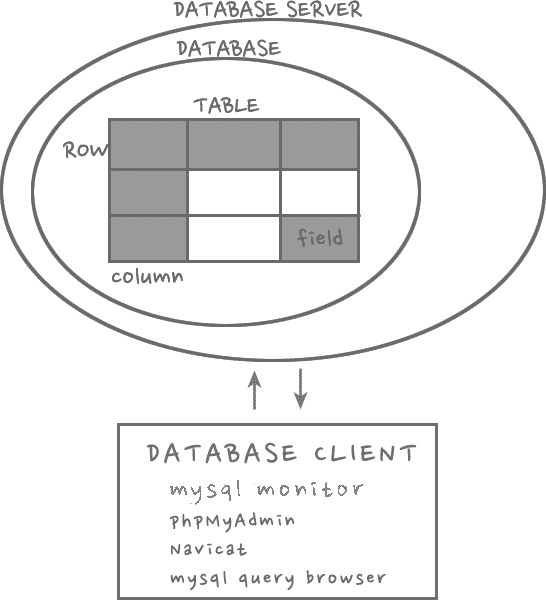 DATABASE SERVER
DATABASE
TABLE
Row
field
column
DATABASE CLIENT
mysql monitor
PhPMyAdmin
Navicat
mysql query browser